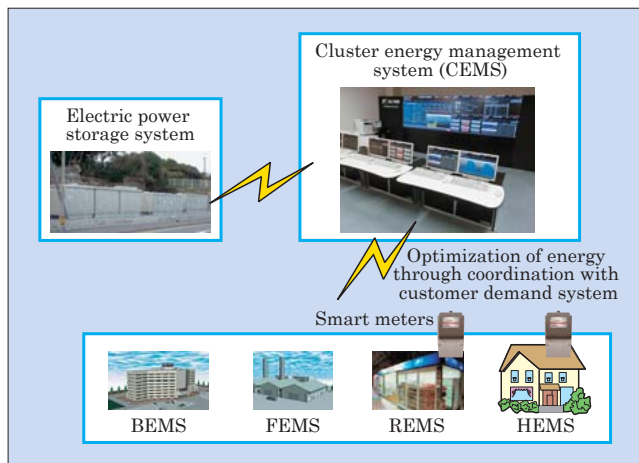 Cluster energy management
system (CEMS)
Electric power
storage system
Optimization of energy
through coordination with
customer demand system
Smart meters
BEMS
FEMS
REMS
HEMS